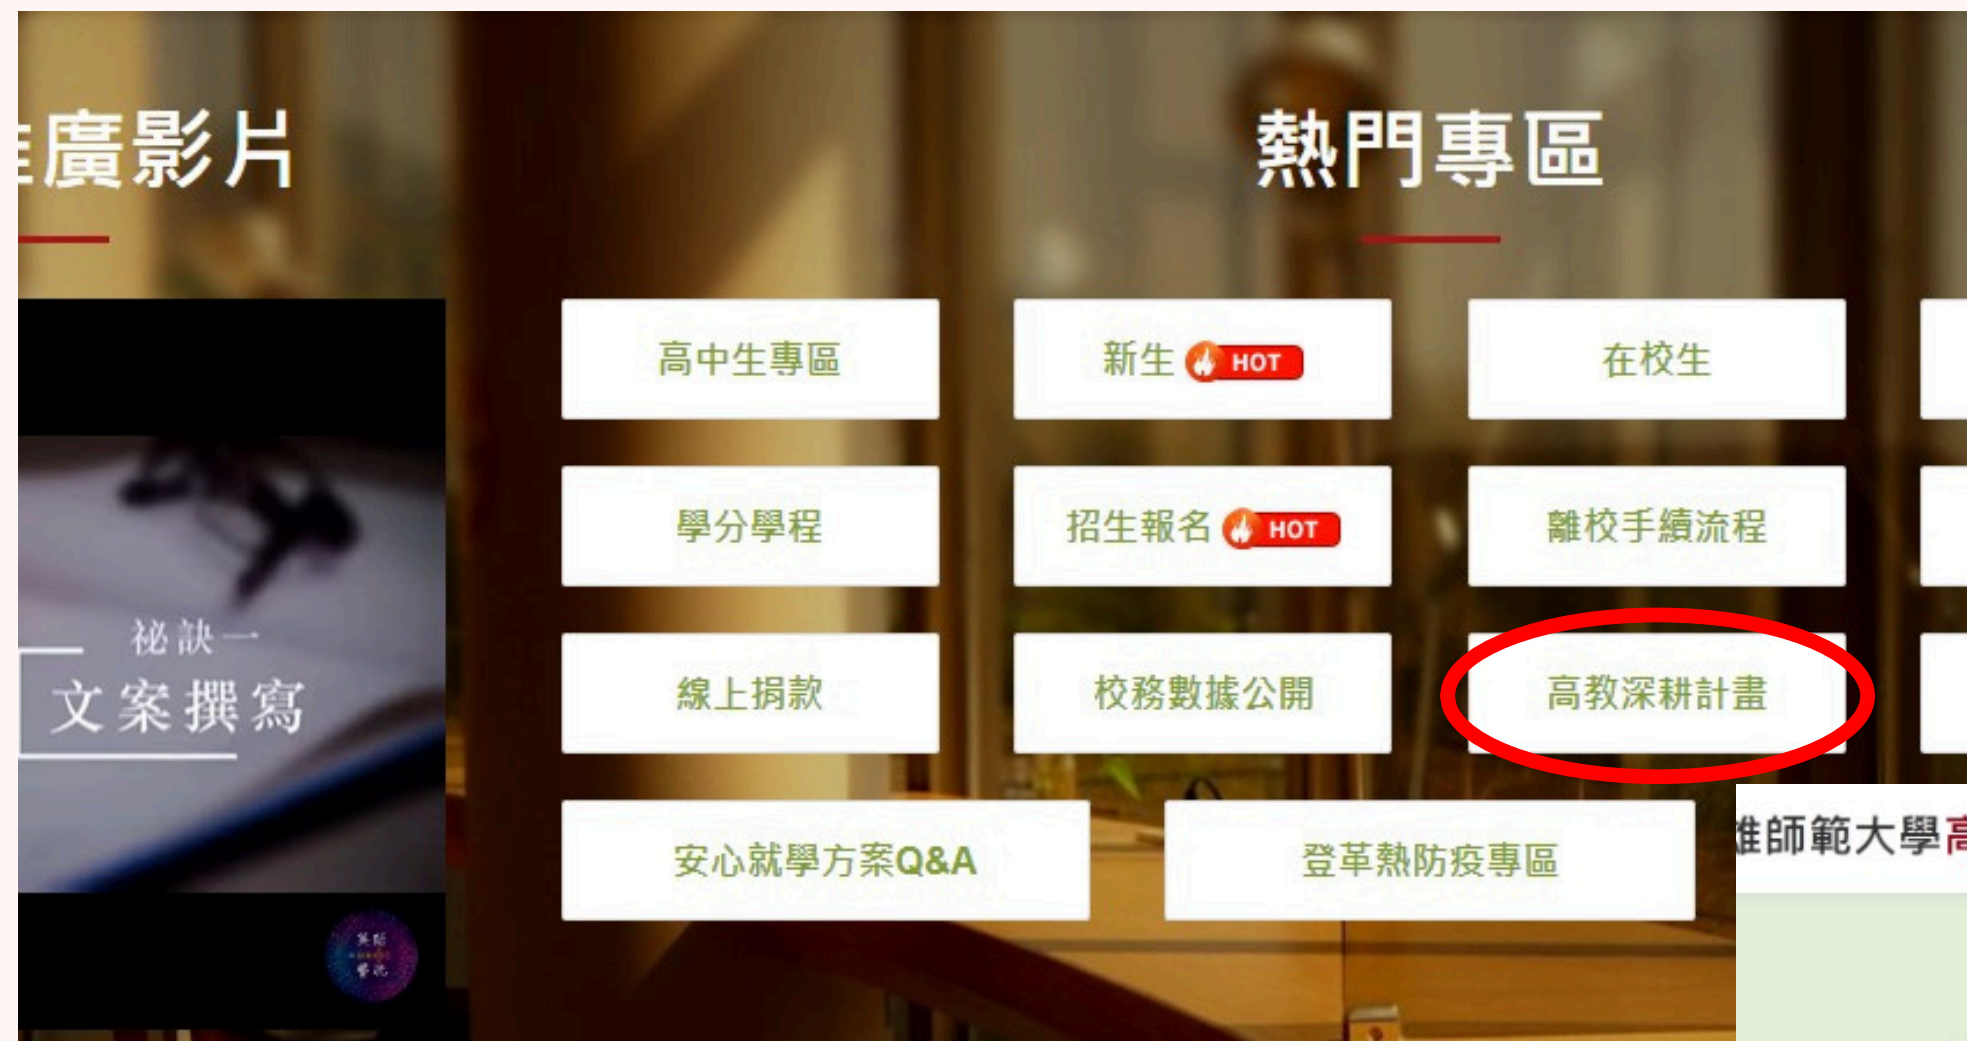 廣影片
熱門專區
高中生專區
新生 HOT
在校生
學分學程
招生報名 HOT
離校手續流程
祕訣一
文案撰寫
線上捐款
校務數據公開
高教深耕計畫
安心就學方案Q&A
登革熱防疫專區
師範大學高